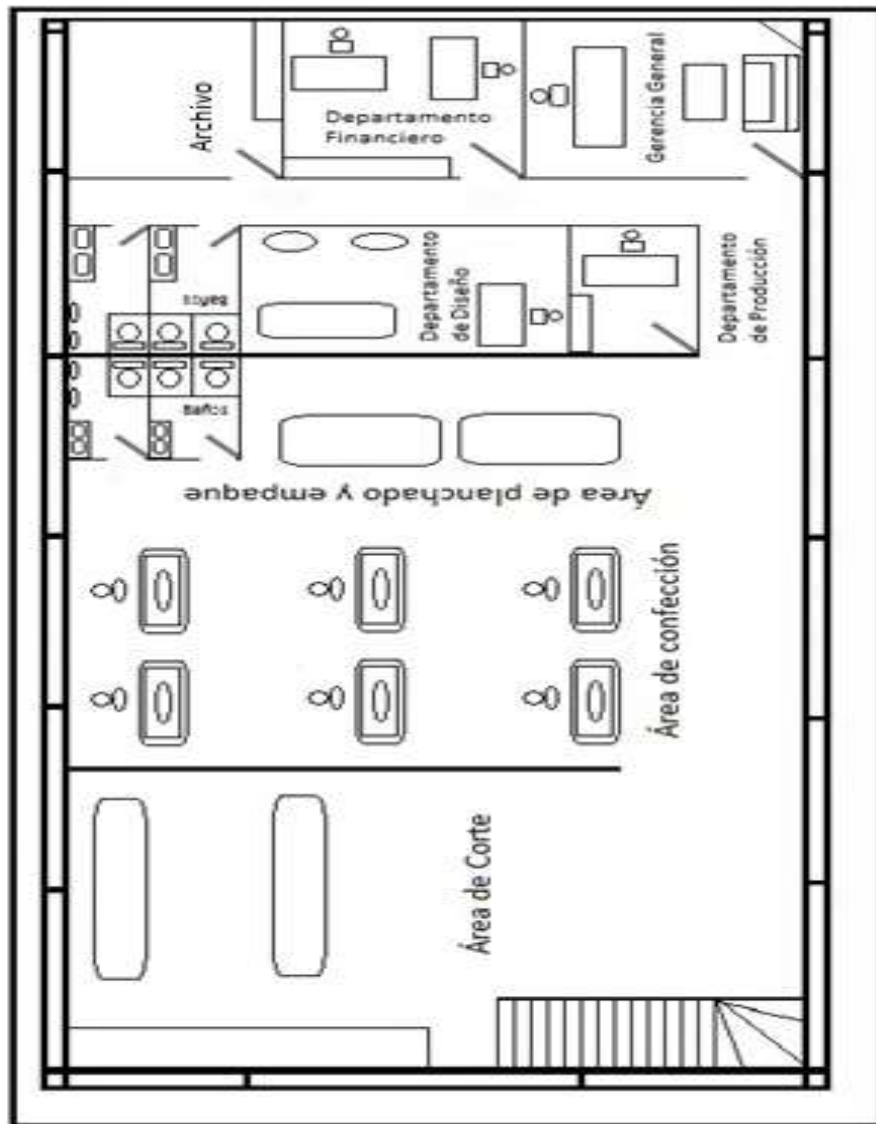 Archivo
Departamento
Financiero
Gerencia General
Departamento
de Diseño
Departamento
de Producción
Baños
Baños
Área de planchado y empaque
Área de confección
Área de Corte